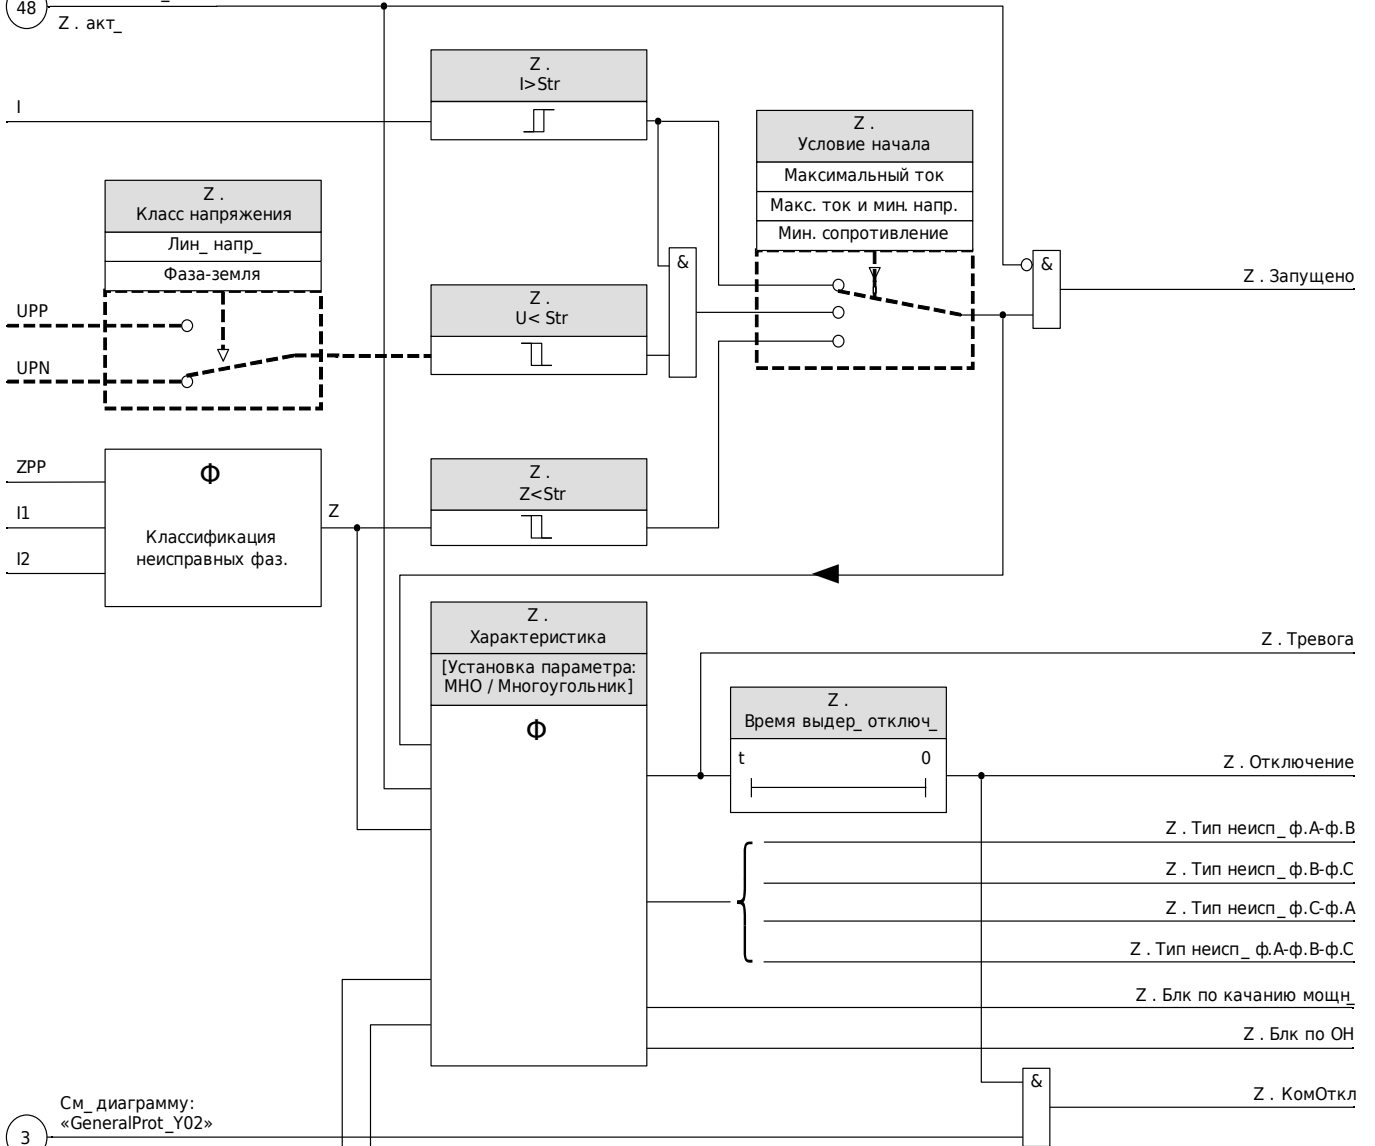 48
Z . акт_
Z .
I>Str
I
Z .
Условие начала
Максимальный ток
Макс. ток и мин. напр.
Мин. сопротивление
Z .
Класс напряжения
Лин_ напр_
Фаза-земля
&
&
Z . Запущено
Z .
U< Str
UPP
UPN
ZPP
I1
I2
Ф
Классификация
неисправных фаз.
Z
Z .
Z<Str
Z .
Характеристика
[Установка параметра:
MHO / Многоугольник]
Ф
Z . Тревога
Z .
Время выдер_ отключ_
t
0
Z . Отключение
Z . Тип неисп_ ф.A-ф.B
Z . Тип неисп_ ф.B-ф.C
Z . Тип неисп_ ф.C-ф.A
Z . Тип неисп_ ф.A-ф.B-ф.C
Z . Блк по качанию мощн_
Z . Блк по ОН
&
Z . КомОткл
См_ диаграмму:
«GeneralProt_Y02»
3